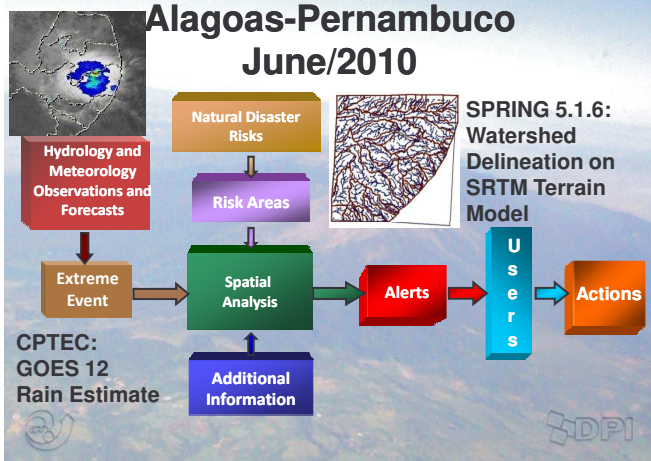 Alagoas-Pernambuco
June/2010
Natural Disaster
Risks
SPRING 5.1.6:
Watershed
Delineation on
SRTM Terrain
Model
Hydrology and
Meteorology
Observations and
Forecasts
Risk Areas
Extreme
Event
Spatial
Analysis
Alerts
U
s
e
r
s
Actions
CPTEC:
GOES 12
Rain Estimate
Additional
Information
DPI